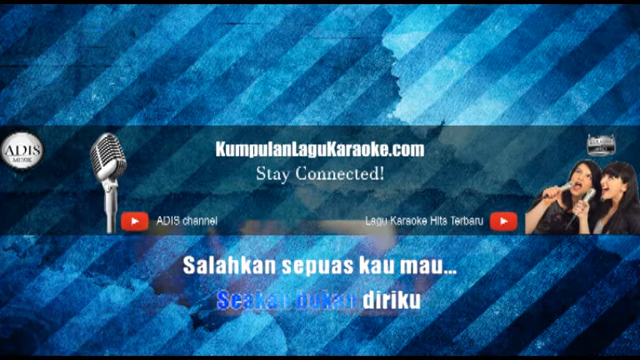 KumpulanLaguKaraoke.com
Stay Connected!
ADIS
MUSIK
ADIS channel
Lagu Karaoke Hits Terbaru
Salahkan sepuas kau mau...
Seakan bukan diriku